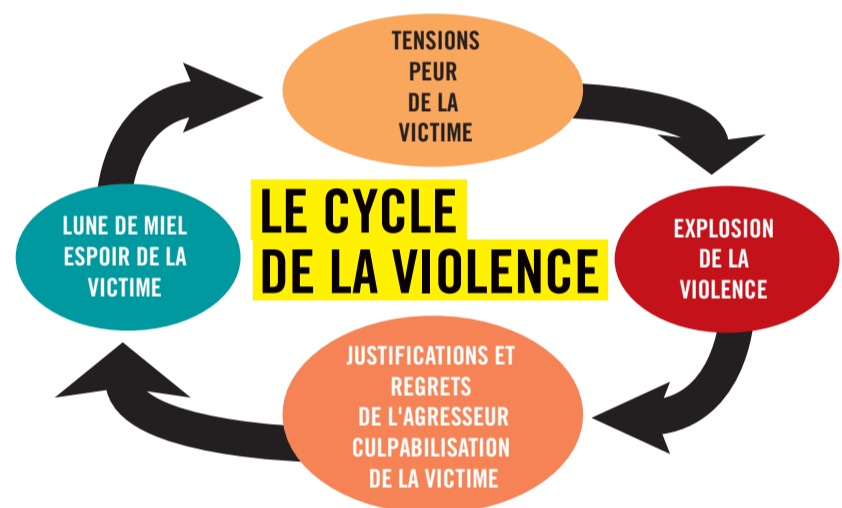 TENSIONS
PEUR
DE LA
VICTIME
LE CYCLE
DE LA VIOLENCE
EXPLOSION
DE LA
VIOLENCE
JUSTIFICATIONS ET
REGRETS
DE L'AGRESSEUR
CULPABILISATION
DE LA VICTIME
LUNE DE MIEL
ESPOIR DE LA
VICTIME